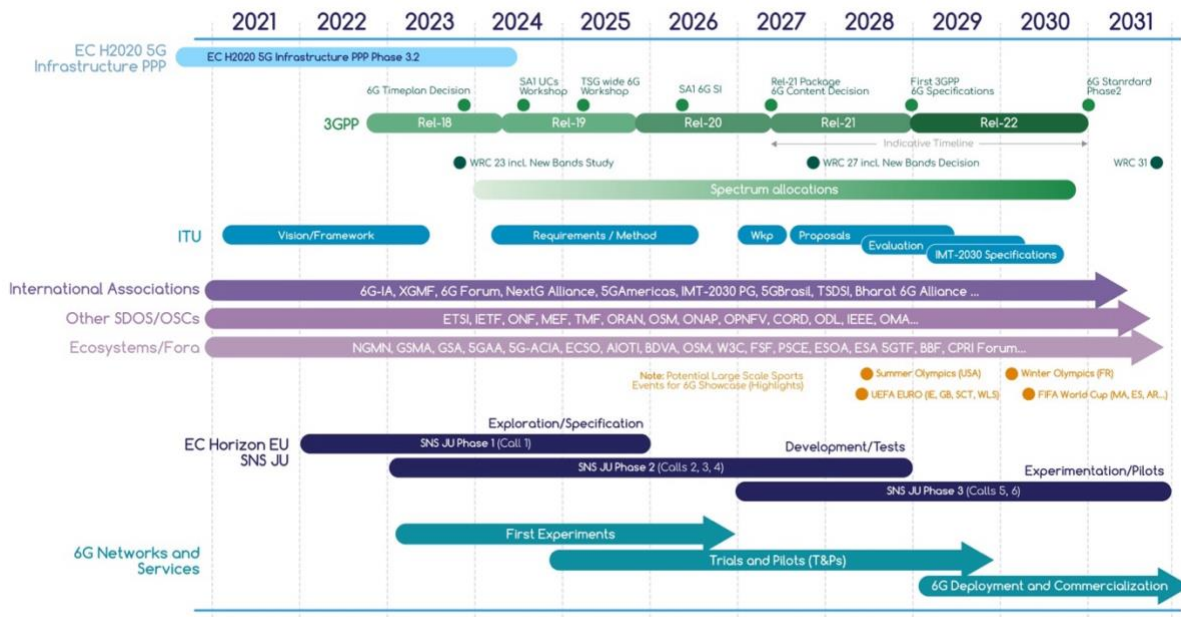 2021 2022 2023 2024 2025 2026 2027 2028 2029 2030 2031
EC H2020 5G
Infrastructure PPP
EC H2020 5G Infrastructure PPP Phase 3.2
6G Timeplan Decision
SA1 UCs
Workshop
TSG wide 6G
Workshop
SA1 6G SI
Rel-21 Package
6G Content Decision
First 3GPP
6G Specifications
6G Stanrdard
Phase2
3GPP
Rel-18 Rel-19 Rel-20 Rel-21 Rel-22
Indicative Timeline
WRC 23 incl. New Bands Study
WRC 27 incl. New Bands Decision
WRC 31
Spectrum allocations
ITU
Vision/Framework
Requirements / Method
Wkp
Proposals
Evaluation
IMT-2030 Specifications
International Associations
6G-IA, XGMF, 6G Forum, NextG Alliance, 5GAmericas, IMT-2030 PG, 5GBrasil, TSDSI, Bharat 6G Alliance ...
Other SDOS/OSCs
ETSI, IETF, ONF, MEF, TMF, ORAN, OSM, ONAP, OPNFV, CORD, ODL, IEEE, OMA...
Ecosystems/Fora
NGMN, GSMA, GSA, 5GAA, 5G-ACIA, ECSO, AIOTI, BDVA, OSM, W3C, FSF, PSCE, ESOA, ESA 5GTF, BBF, CPRI Forum...
Note: Potential Large Scale Sports
Events for 6G Showcase (Highlights)
Summer Olympics (USA)
Winter Olympics (FR)
UEFA EURO (IE, GB, SCT, WLS)
FIFA World Cup (MA, ES, AR...)
EC Horizon EU
SNS JU
Exploration/Specification
SNS JU Phase 1 (Call 1)
Development/Tests
SNS JU Phase 2 (Calls 2, 3, 4)
Experimentation/Pilots
SNS JU Phase 3 (Calls 5, 6)
6G Networks and
Services
First Experiments
Trials and Pilots (T&Ps)
6G Deployment and Commercialization